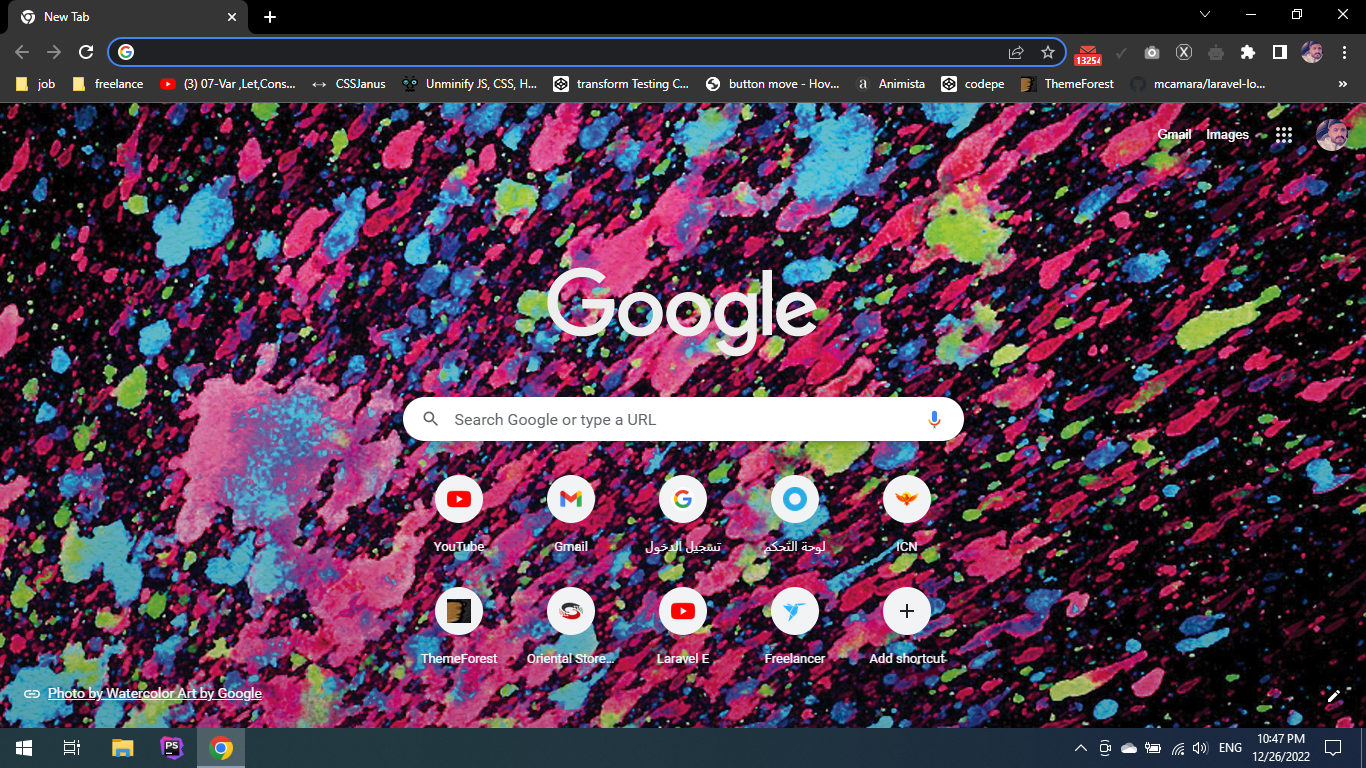 New Tab
13254
job
freelance
(3) 07-Var ,Let,Cons...
CSSJanus
Unminify JS, CSS, H...
transform Testing C...
button move - Hov...
Animista
codepe
ThemeForest
mcamara/laravel-lo...
»
Gmail
Images
Google
Search Google or type a URL
YouTube
Gmail
تسجيل الدخول
لوحة التحكم
ICN
ThemeForest
Oriental Store...
Laravel E
Freelancer
Add shortcut
Photo by Watercolor Art by Google
PS
ENG
10:47 PM
12/26/2022